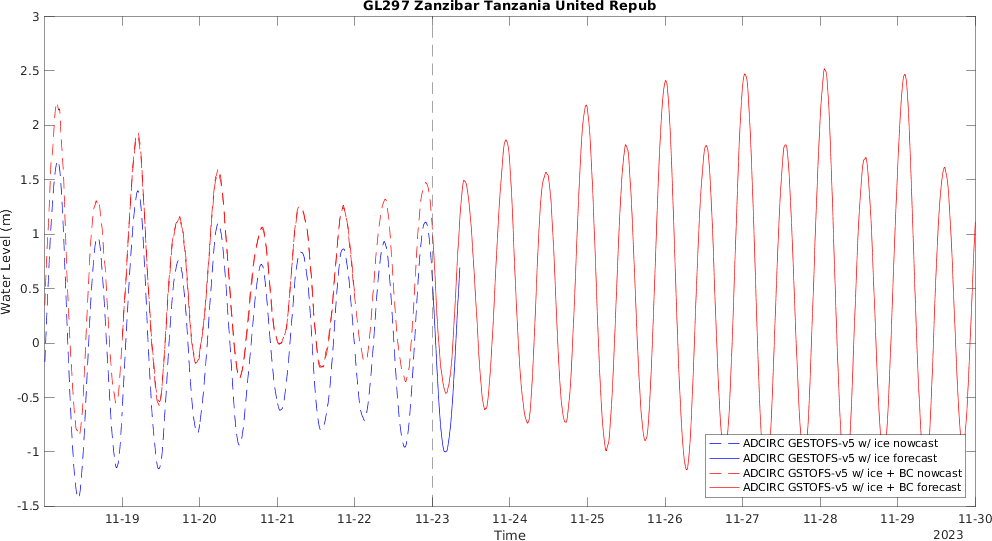 GL297 Zanzibar Tanzania United Repub
3
2.5
2
1.5
1
0.5
0
-0.5
-1
-1.5
Water Level (m)
11-19 11-20 11-21 11-22 11-23 11-24 11-25 11-26 11-27 11-28 11-29 11-30
Time
2023
ADCIRC GESTOFS-v5 w/ ice nowcast
ADCIRC GESTOFS-v5 w/ ice forecast
ADCIRC GSTOFS-v5 w/ ice + BC nowcast
ADCIRC GSTOFS-v5 w/ ice + BC forecast